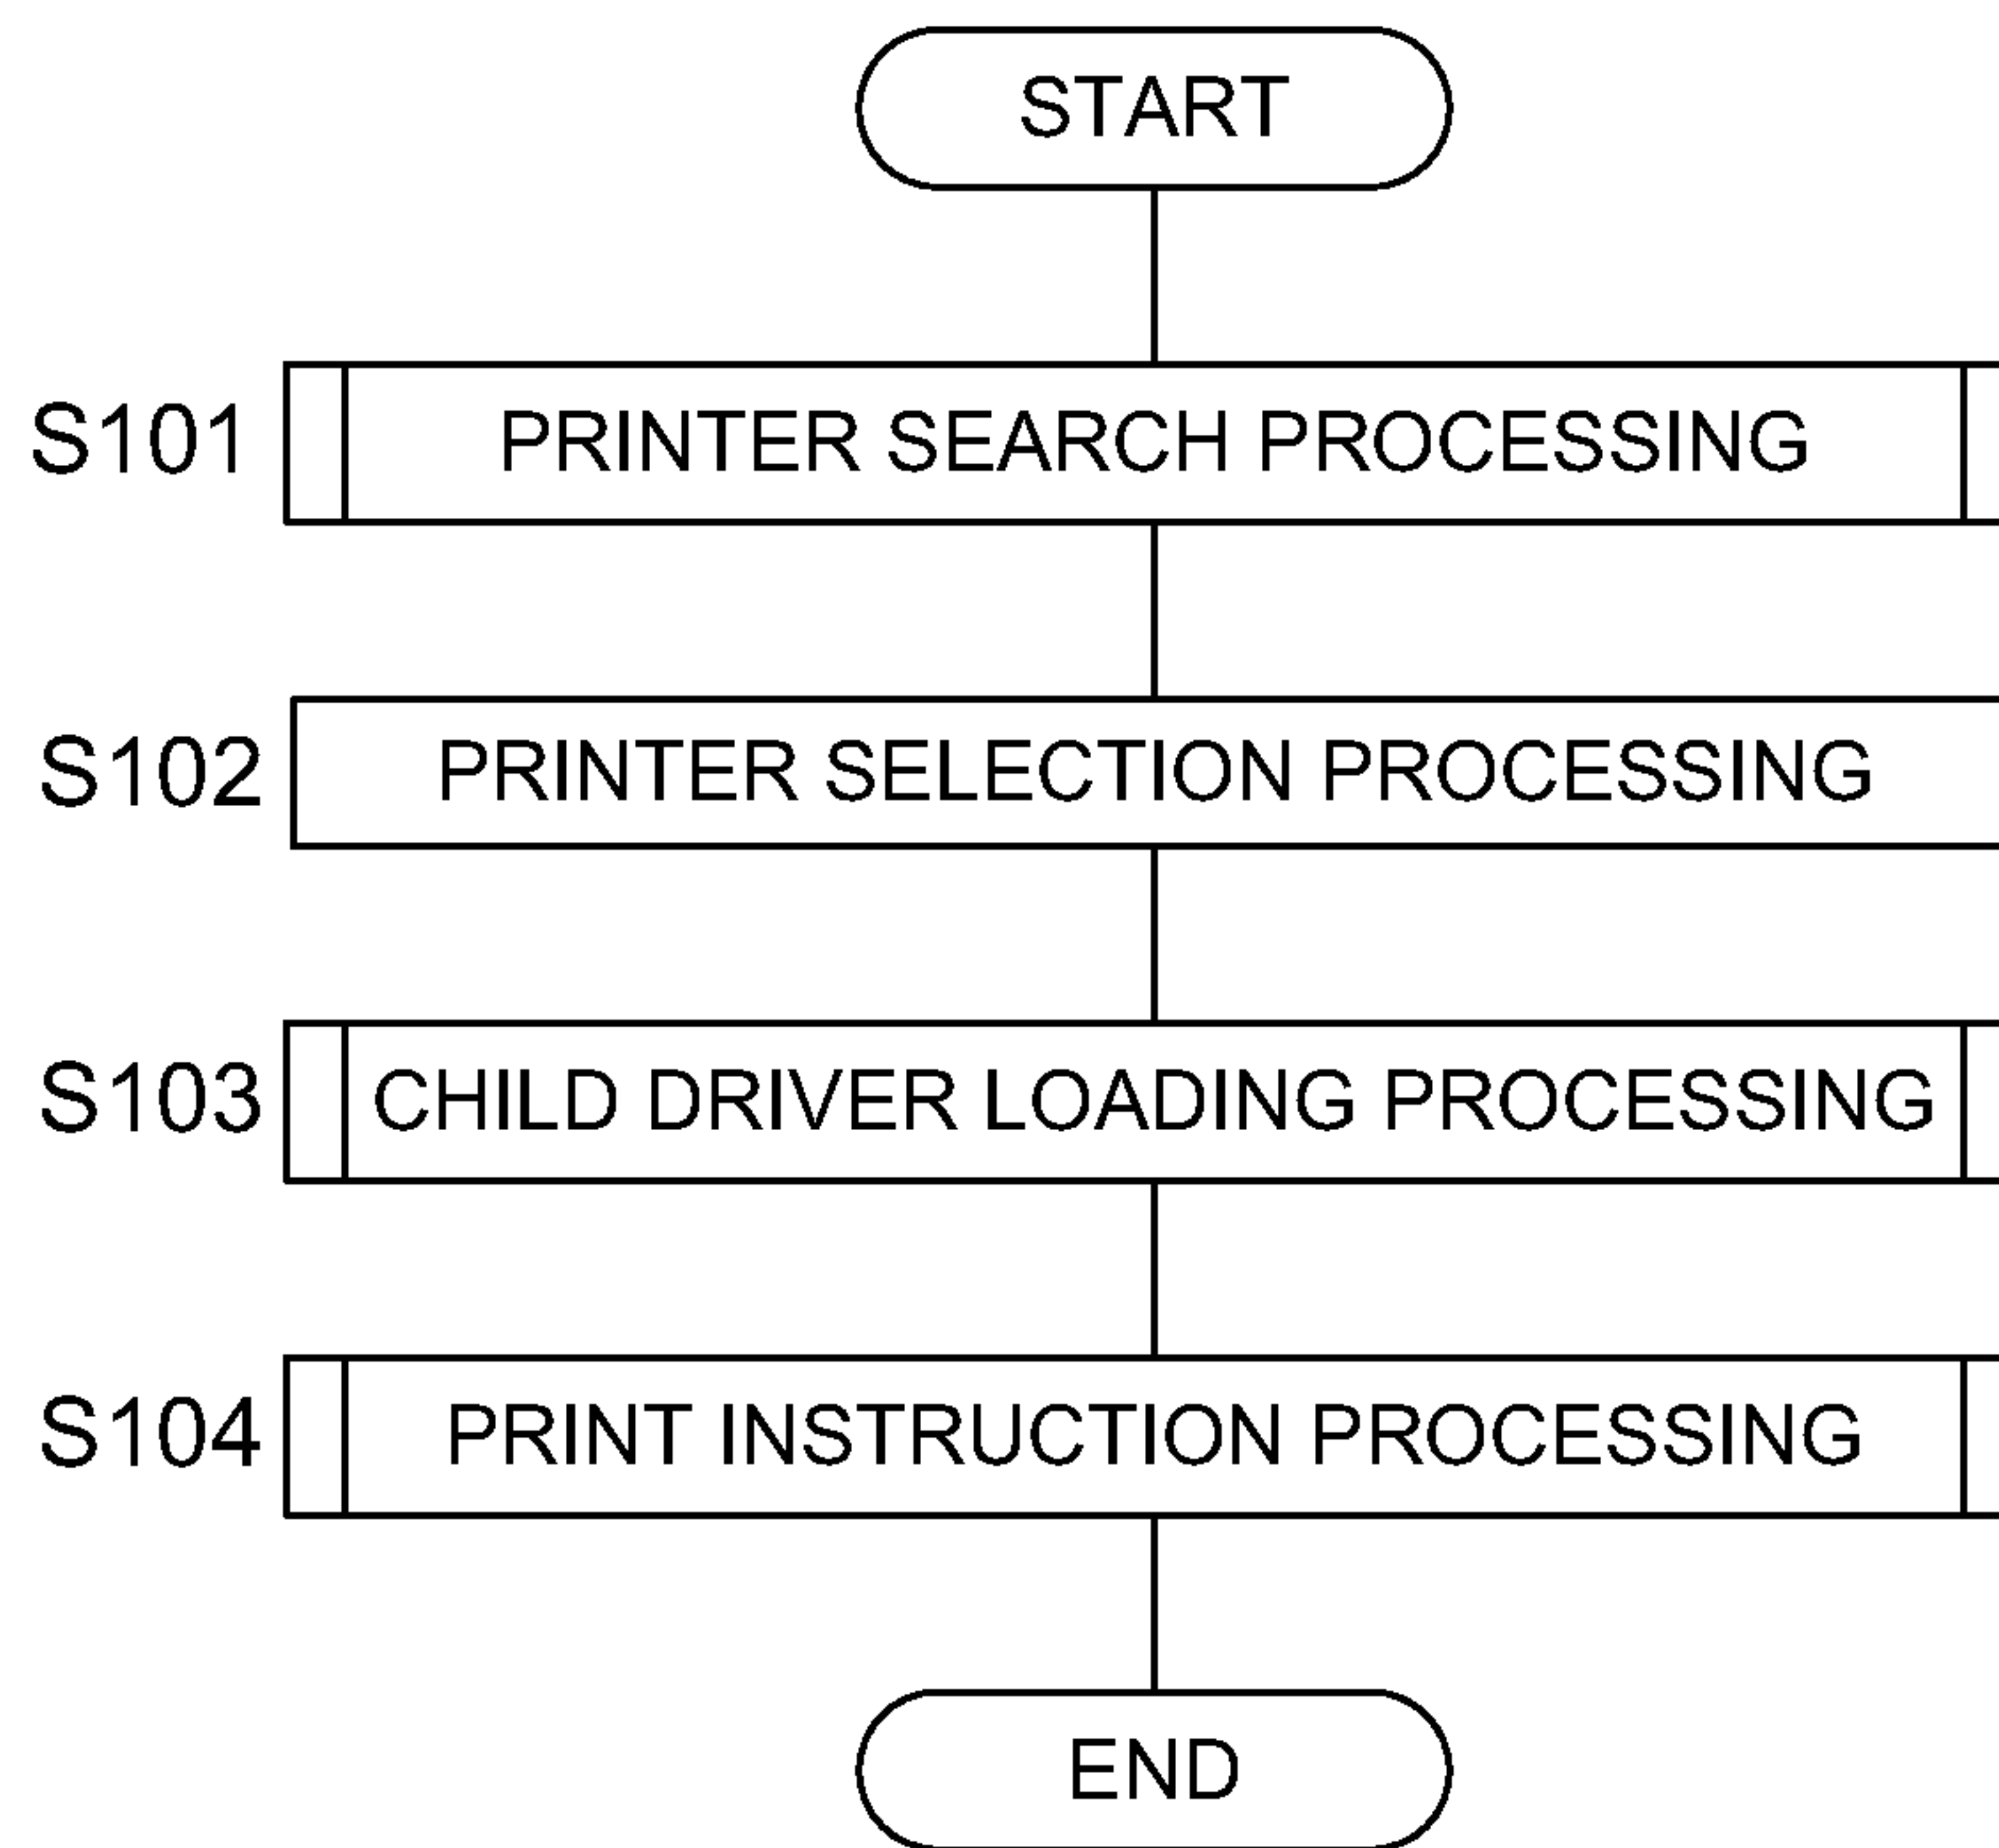 START
S101 PRINTER SEARCH PROCESSING
S102 PRINTER SELECTION PROCESSING
S103 CHILD DRIVER LOADING PROCESSING
S104 PRINT INSTRUCTION PROCESSING
END